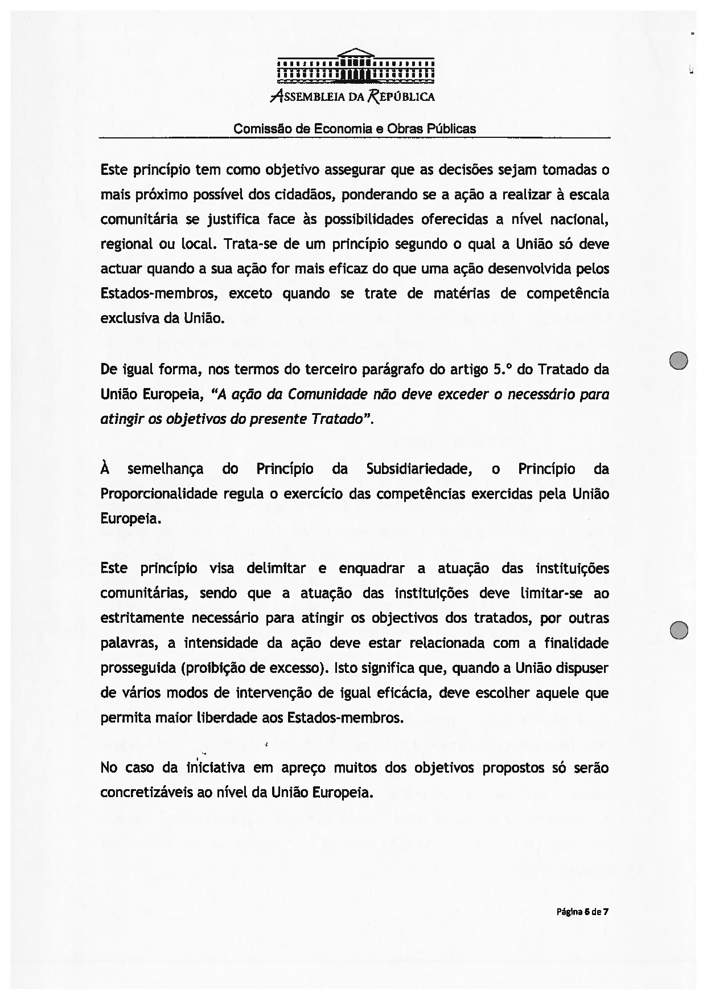 ASSEMBLEIA DA REPÚBLICA
Comissão de Economia e Obras Públicas
Este princípio tem como objetivo assegurar que as decisões sejam tomadas o
mais próximo possível dos cidadãos, ponderando se a ação a realizar à escala
comunitária se justifica face às possibilidades oferecidas a nível nacional,
regional ou local. Trata-se de um princípio segundo o qual a União só deve
actuar quando a sua ação for mais eficaz do que uma ação desenvolvida pelos
Estados-membros, exceto quando se trate de matérias de competência
exclusiva da União.
De igual forma, nos termos do terceiro parágrafo do artigo 5.º do Tratado da
União Europeia, “A ação da Comunidade não deve exceder o necessário para
atingir os objetivos do presente Tratado”.
À semelhança do Princípio da Subsidiariedade, o Princípio da
Proporcionalidade regula o exercício das competências exercidas pela União
Europeia.
Este princípio visa delimitar e enquadrar a atuação das instituições
comunitárias, sendo que a atuação das instituições deve limitar-se ao
estritamente necessário para atingir os objectivos dos tratados, por outras
palavras, a intensidade da ação deve estar relacionada com a finalidade
prosseguida (proibição de excesso). Isto significa que, quando a União dispuser
de vários modos de intervenção de igual eficácia, deve escolher aquele que
permita maior liberdade aos Estados-membros.
No caso da iniciativa em apreço muitos dos objetivos propostos só serão
concretizáveis ao nível da União Europeia.
Página 6 de 7